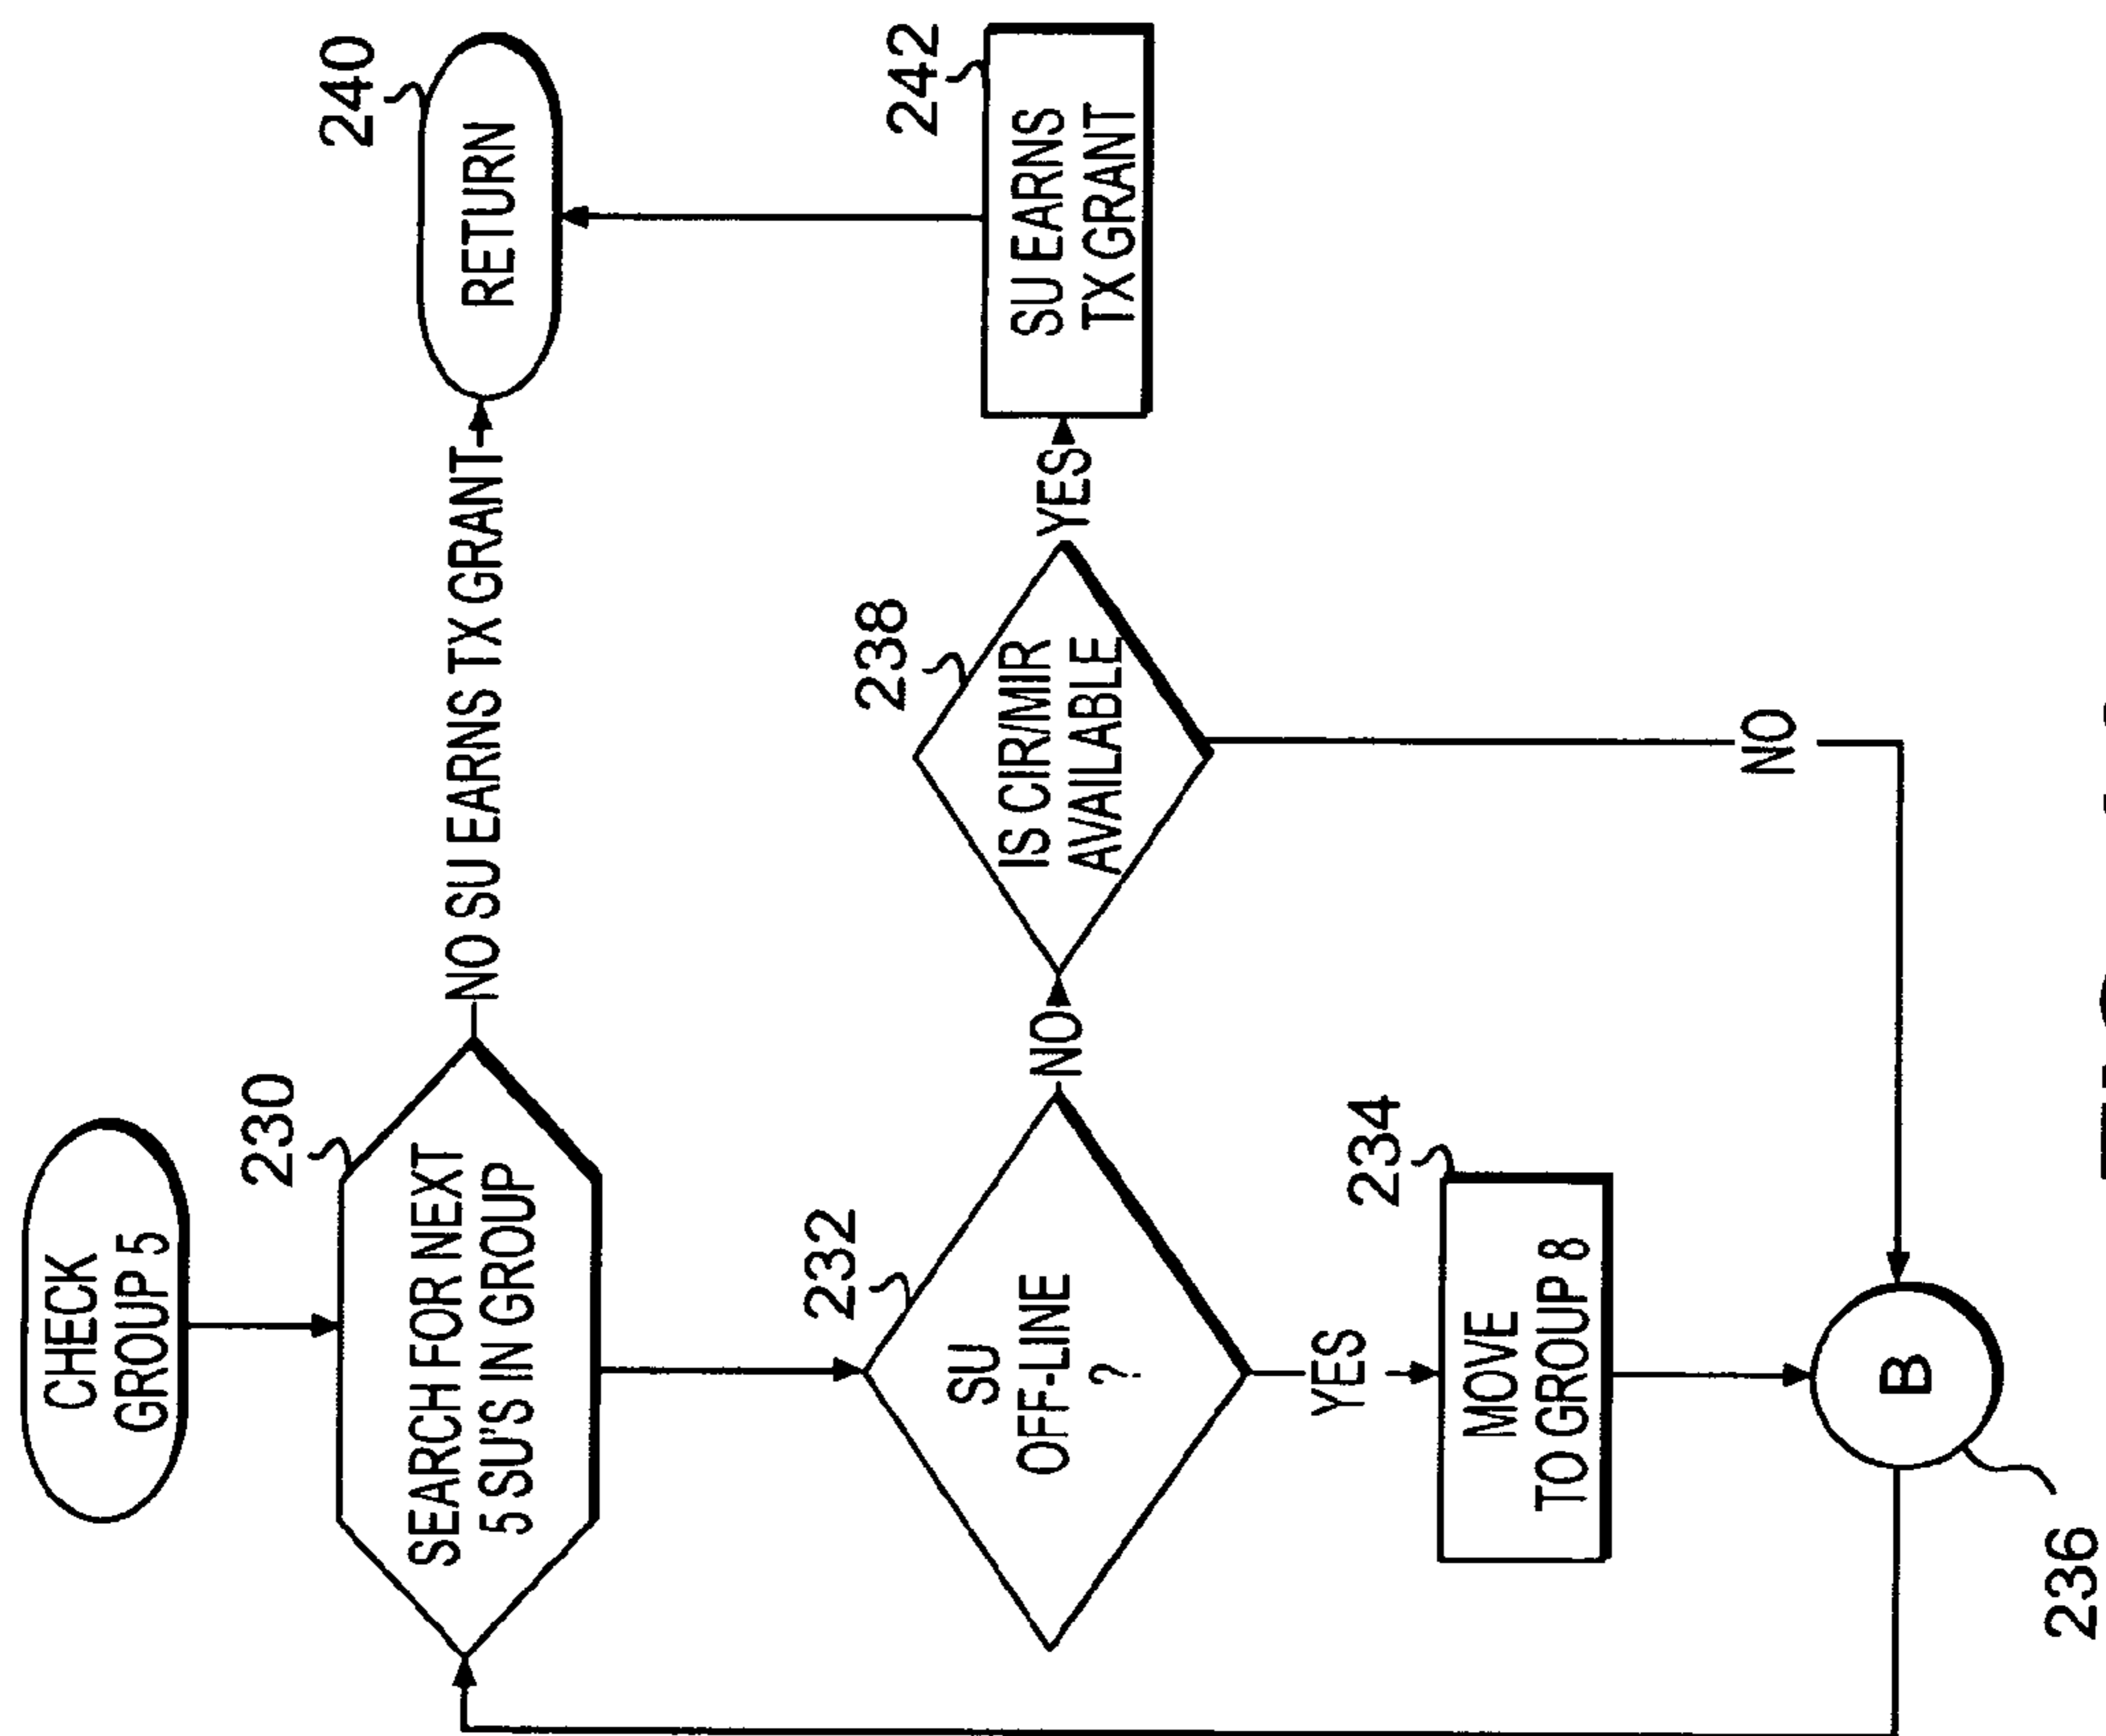 CHECK
GROUP 5
230
SEARCH FOR NEXT
5 SU'S IN GROUP
NO SU EARNS TX GRANT
240
RETURN
232
SU
OFF-LINE
?
NO
238
IS CIR/MIR
AVAILABLE
YES
242
SU EARNS
TX GRANT
YES
234
MOVE
TO GROUP 8
NO
B
236